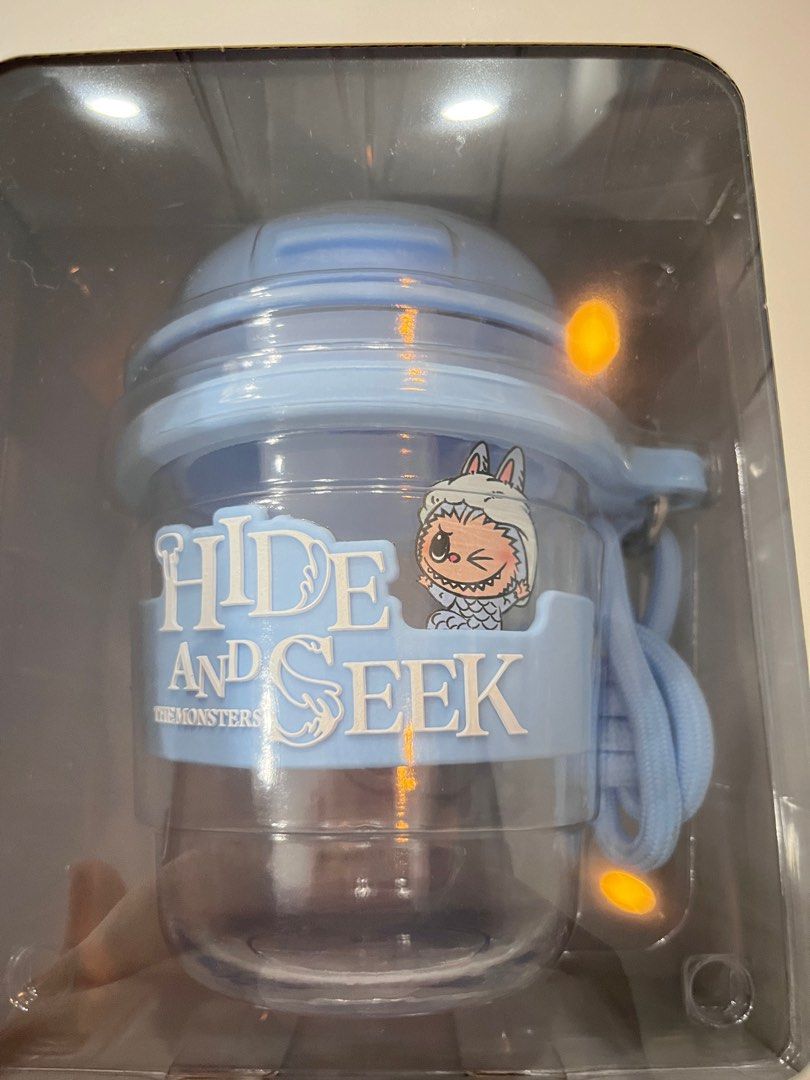 HIDE
AND SEEK
THE MONSTERS